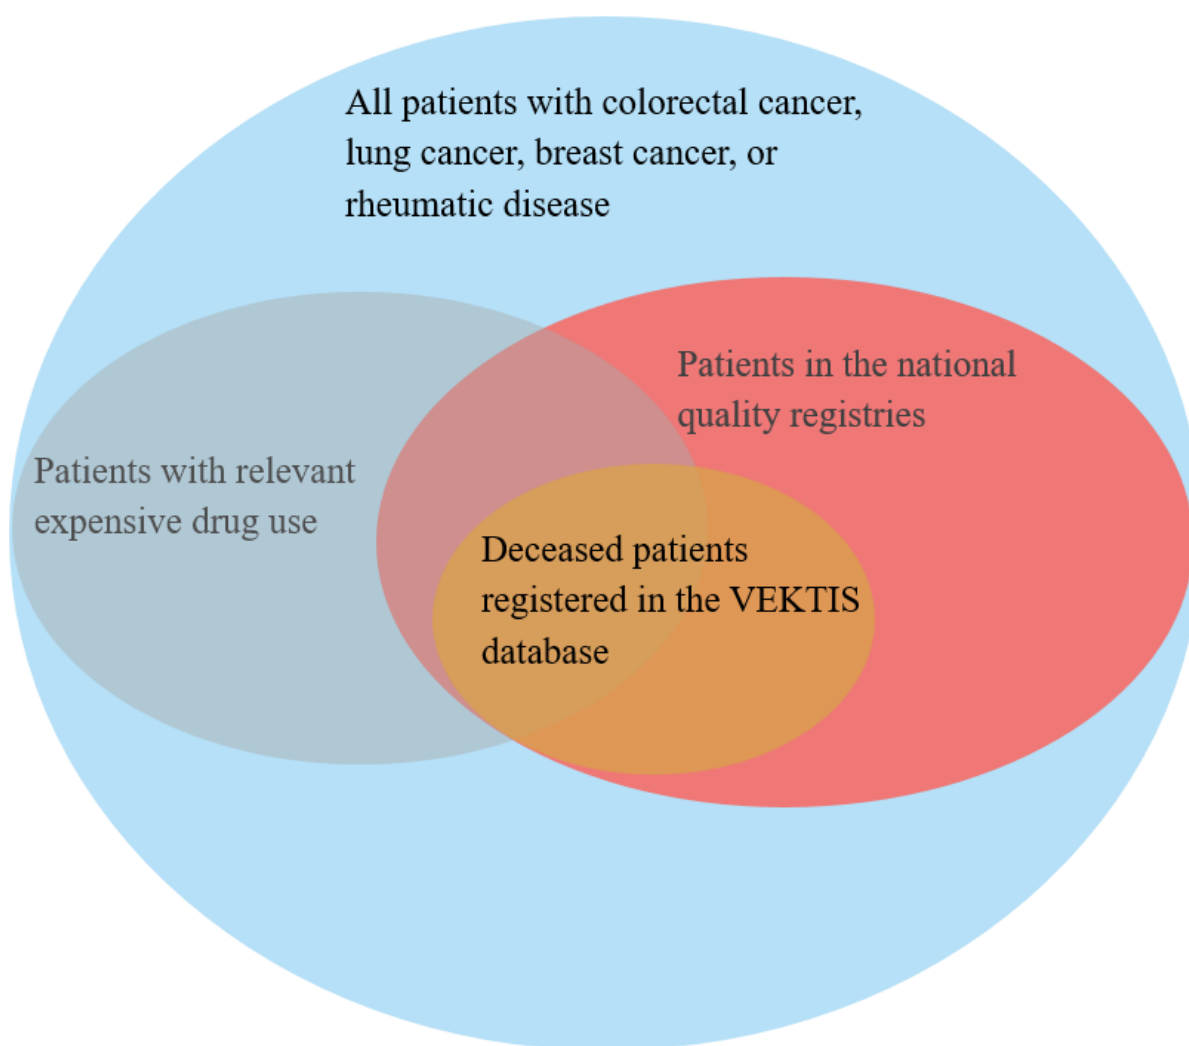 All patients with colorectal cancer,
lung cancer, breast cancer, or
rheumatic disease
Patients in the national
quality registries
Patients with relevant
expensive drug use
Deceased patients
registered in the VEKTIS
database